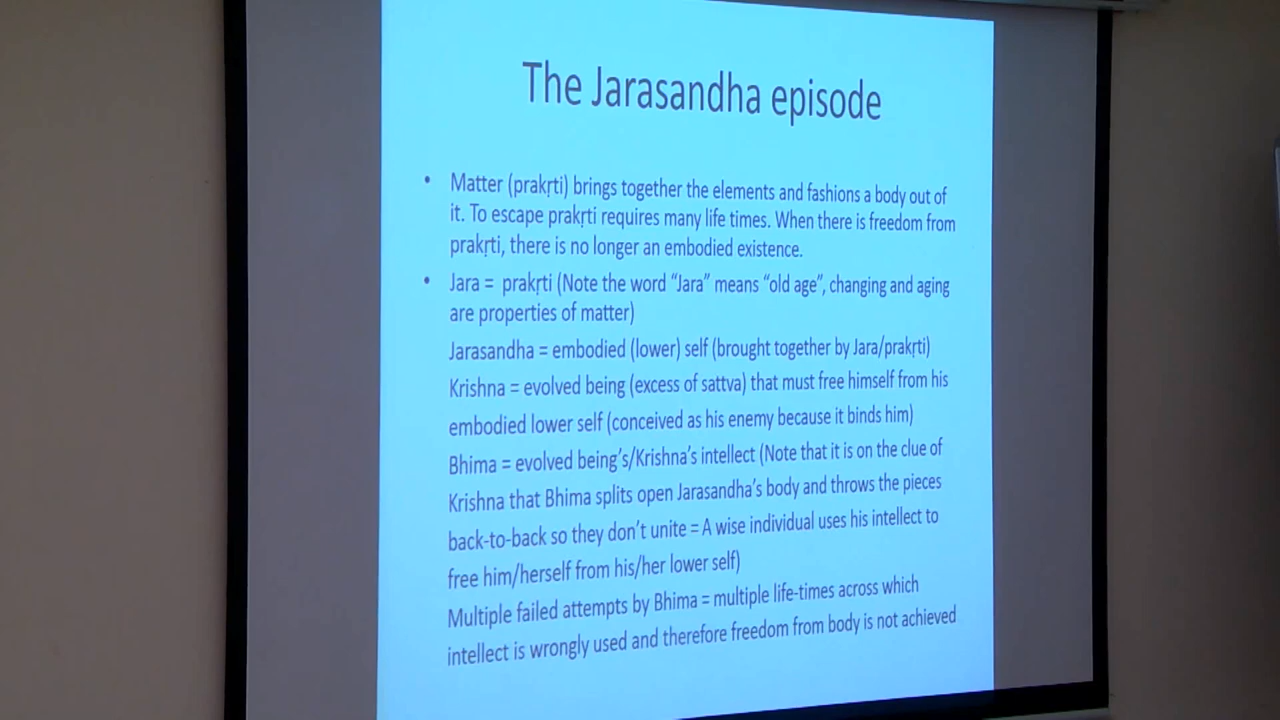 The Jarasandha episode
• Matter (prakṛti) brings together the elements and fashions a body out of
it. To escape prakṛti requires many life times. When there is freedom from
prakṛti, there is no longer an embodied existence.
• Jara = prakṛti (Note the word “Jara” means “old age”, changing and aging
are properties of matter)
Jarasandha = embodied (lower) self (brought together by Jara/prakṛti)
Krishna = evolved being (excess of sattva) that must free himself from his
embodied lower self (conceived as his enemy because it binds him)
Bhima = evolved being’s/Krishna’s intellect (Note that it is on the clue of
Krishna that Bhima splits open Jarasandha’s body and throws the pieces
back-to-back so they don’t unite = A wise individual uses his intellect to
free him/herself from his/her lower self)
Multiple failed attempts by Bhima = multiple life-times across which
intellect is wrongly used and therefore freedom from body is not achieved